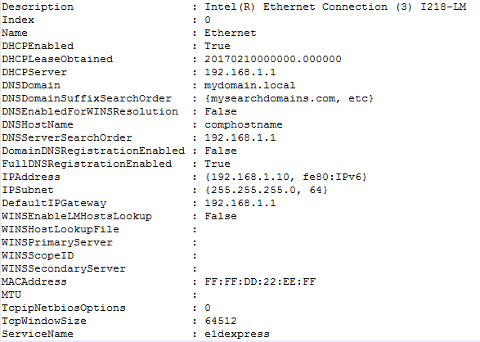 Description : Intel(R) Ethernet Connection (3) I218-LM
Index : 0
Name : Ethernet
DHCPEnabled : True
DHCPLeaseObtained : 20170210000000.000000
DHCPServer : 192.168.1.1
DNSDomain : mydomain.local
DNSDomainSuffixSearchOrder : {mysearchdomains.com, etc}
DNSEnabledForWINSResolution : False
DNSHostName : comphostname
DNSServerSearchOrder : 192.168.1.1
DomainDNSRegistrationEnabled : False
FullDNSRegistrationEnabled : True
IPAddress : {192.168.1.10, fe80:IPv6}
IPSubnet : {255.255.255.0, 64}
DefaultIPGateway : 192.168.1.1
WINSEnableLMHostsLookup : False
WINSHostLookupFile :
WINSPrimaryServer :
WINSScopeID :
WINSSecondaryServer :
MACAddress : FF:FF:DD:22:EE:FF
MTU :
TcpipNetbiosOptions : 0
TcpWindowSize : 64512
ServiceName : e1dexpress